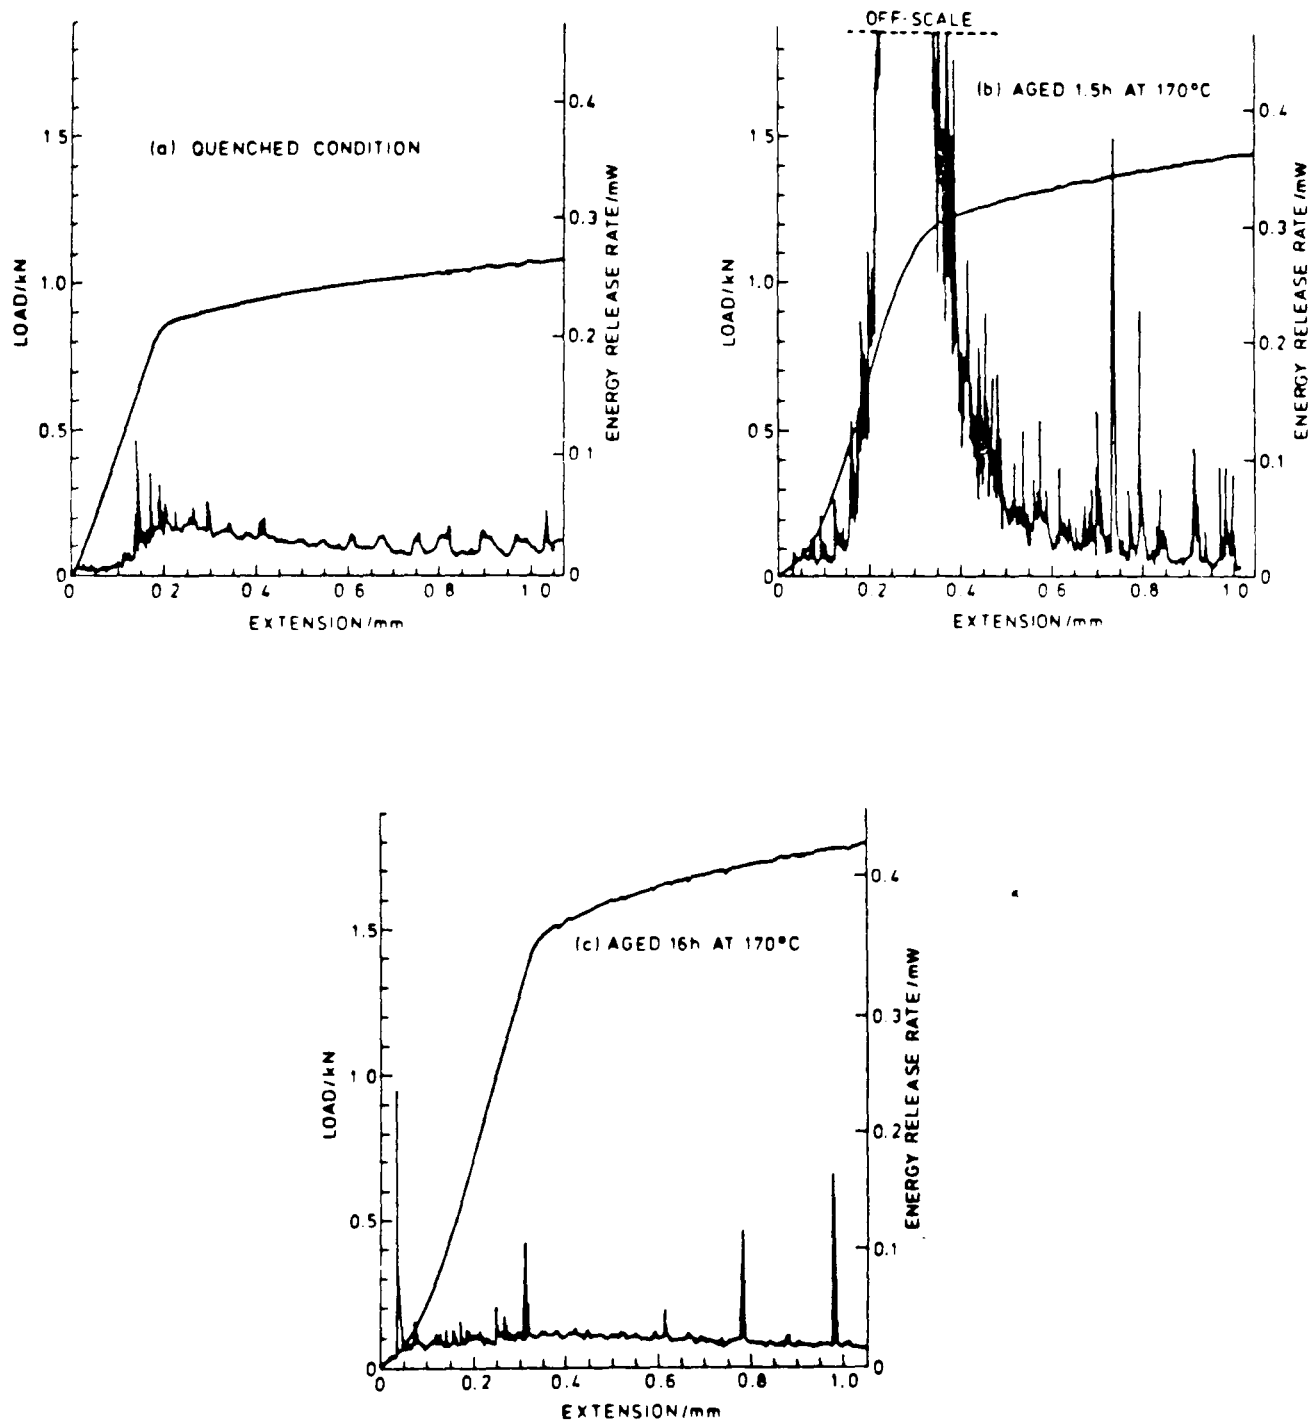 (a) QUENCHED CONDITION
LOAD/kN
1 5
1.0
0.5
0
0 0 2 0 4 0 6 0 8 1 0
EXTENSION/mm
0.4
0.3
0.2
0.1
0
ENERGY RELEASE RATE/mW
OFF-SCALE
(b) AGED 1.5h AT 170°C
LOAD/kN
1 5
1.0
0 5
0
0 0 2 0 4 0 6 0 8 1 0
EXTENSION/mm
0.4
0.3
0.2
0.1
0
ENERGY RELEASE RATE/mW
(c) AGED 16h AT 170°C
LOAD/kN
1.5
1 0
0.5
0
0 0.2 0.4 0.6 0.8 1.0
EXTENSION/mm
0.4
0.3
0.2
0.1
0
ENERGY RELEASE RATE/mW